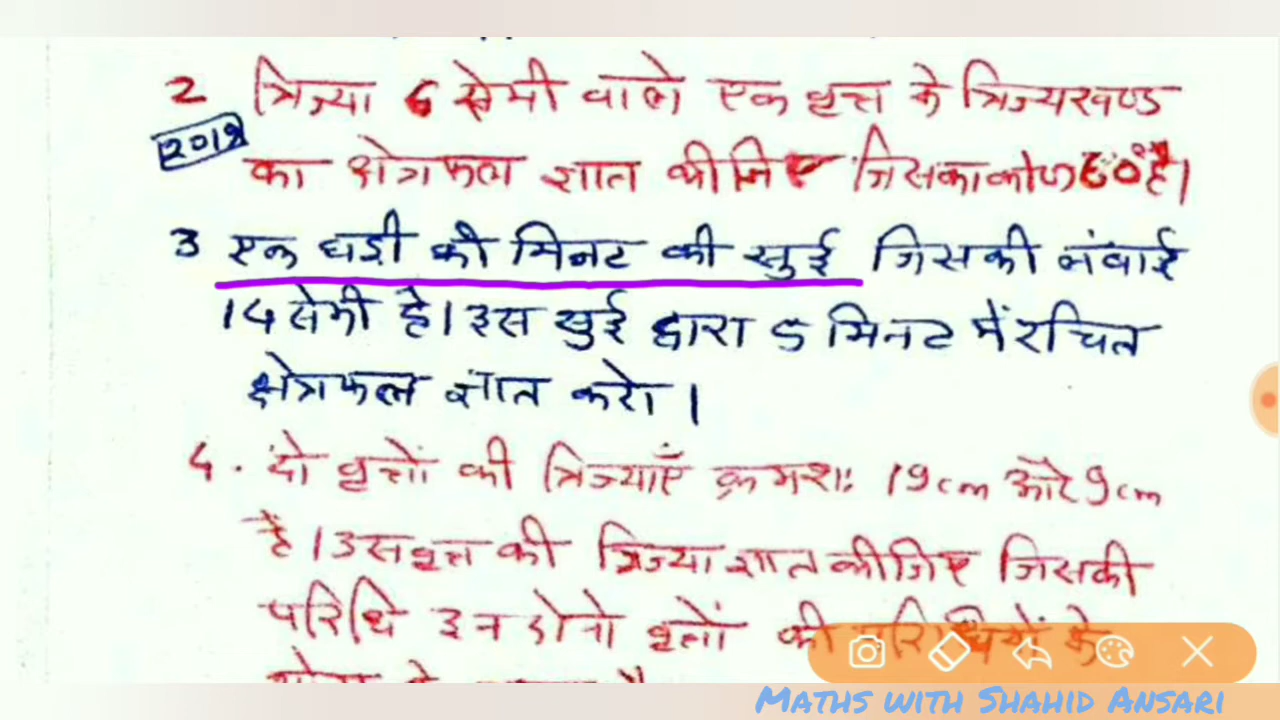 2 त्रिज्या 6 सेमी वाले एक वृत्त के त्रिज्यखण्ड
2019 का क्षेत्रफल ज्ञात कीजिए जिसका कोण 60° है।
3 एक घड़ी की मिनट की सुई जिसकी लंबाई
14 सेमी है। इस सुई द्वारा 5 मिनट में रचित
क्षेत्रफल ज्ञात करो।
4. दो वृत्तों की त्रिज्याएँ क्रमशः 19cm और 9cm
हैं। उस वृत्त की त्रिज्या ज्ञात कीजिए जिसकी
परिधि इन दोनो वृत्तों की परिधियों के
MATHS WITH SHAHID ANSARI